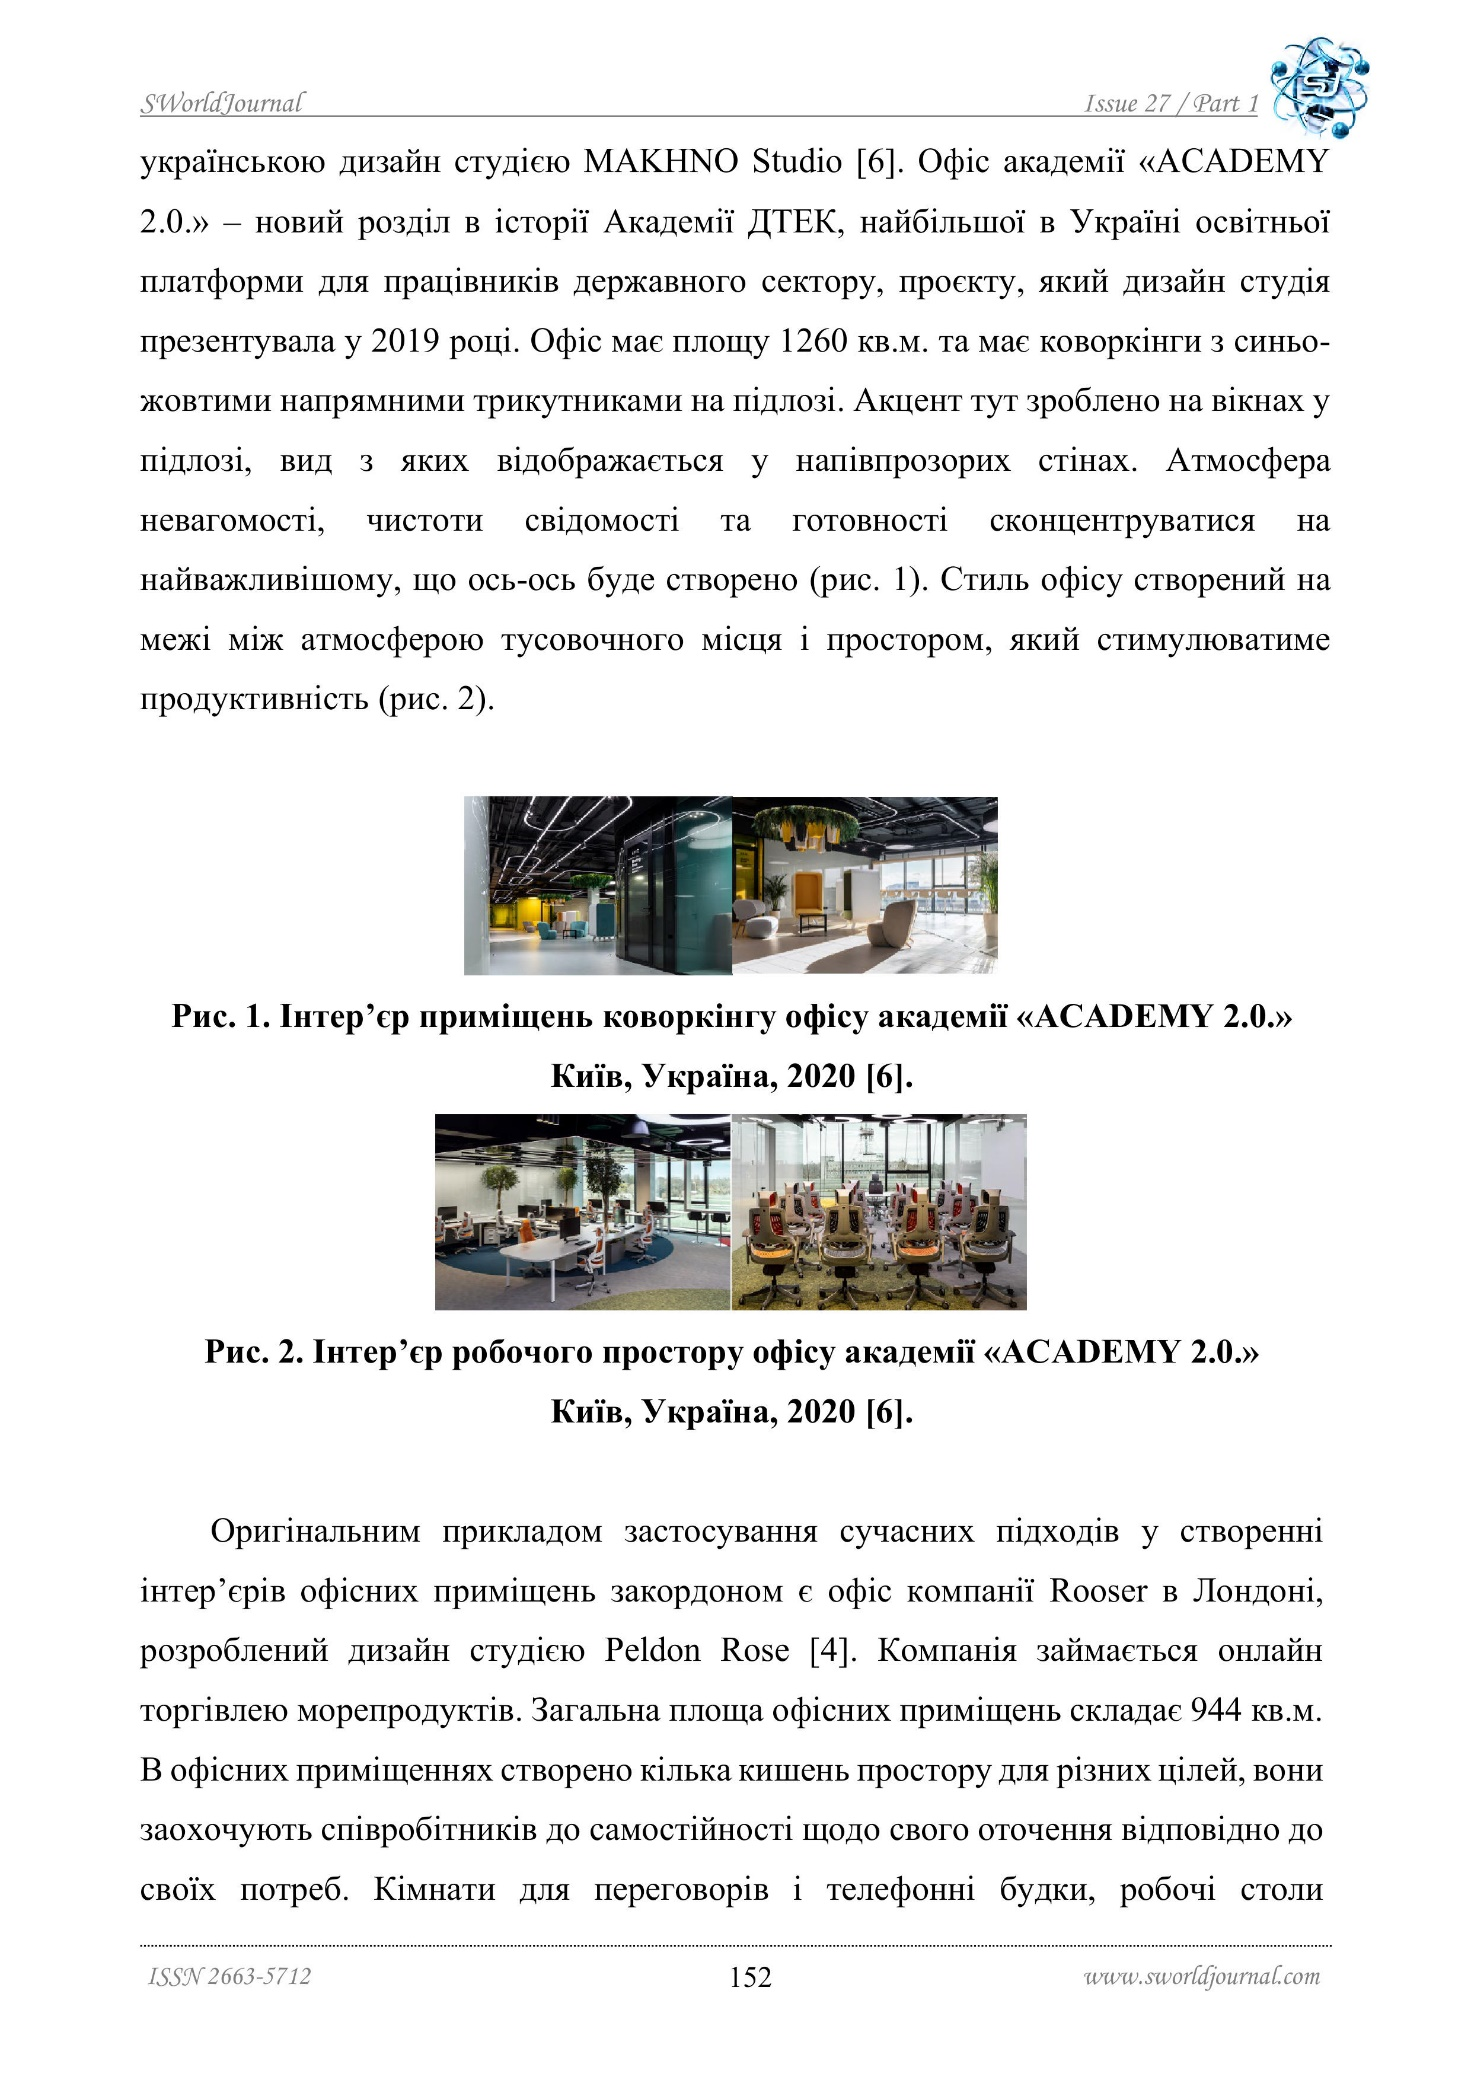 SWorldJournal Issue 27 / Part 1
SJ
українською дизайн студією MAKHNO Studio [6]. Офіс академії «ACADEMY
2.0.» – новий розділ в історії Академії ДТЕК, найбільшої в Україні освітньої
платформи для працівників державного сектору, проєкту, який дизайн студія
презентувала у 2019 році. Офіс має площу 1260 кв.м. та має коворкінги з синьо-
жовтими напрямними трикутниками на підлозі. Акцент тут зроблено на вікнах у
підлозі, вид з яких відображається у напівпрозорих стінах. Атмосфера
невагомості, чистоти свідомості та готовності сконцентруватися на
найважливішому, що ось-ось буде створено (рис. 1). Стиль офісу створений на
межі між атмосферою тусовочного місця і простором, який стимулюватиме
продуктивність (рис. 2).
Рис. 1. Інтер’єр приміщень коворкінгу офісу академії «ACADEMY 2.0.»
Київ, Україна, 2020 [6].
Рис. 2. Інтер’єр робочого простору офісу академії «ACADEMY 2.0.»
Київ, Україна, 2020 [6].
Оригінальним прикладом застосування сучасних підходів у створенні
інтер’єрів офісних приміщень закордоном є офіс компанії Rooser в Лондоні,
розроблений дизайн студією Peldon Rose [4]. Компанія займається онлайн
торгівлею морепродуктів. Загальна площа офісних приміщень складає 944 кв.м.
В офісних приміщеннях створено кілька кишень простору для різних цілей, вони
заохочують співробітників до самостійності щодо свого оточення відповідно до
своїх потреб. Кімнати для переговорів і телефонні будки, робочі столи
ISSN 2663-5712 152 www.sworldjournal.com